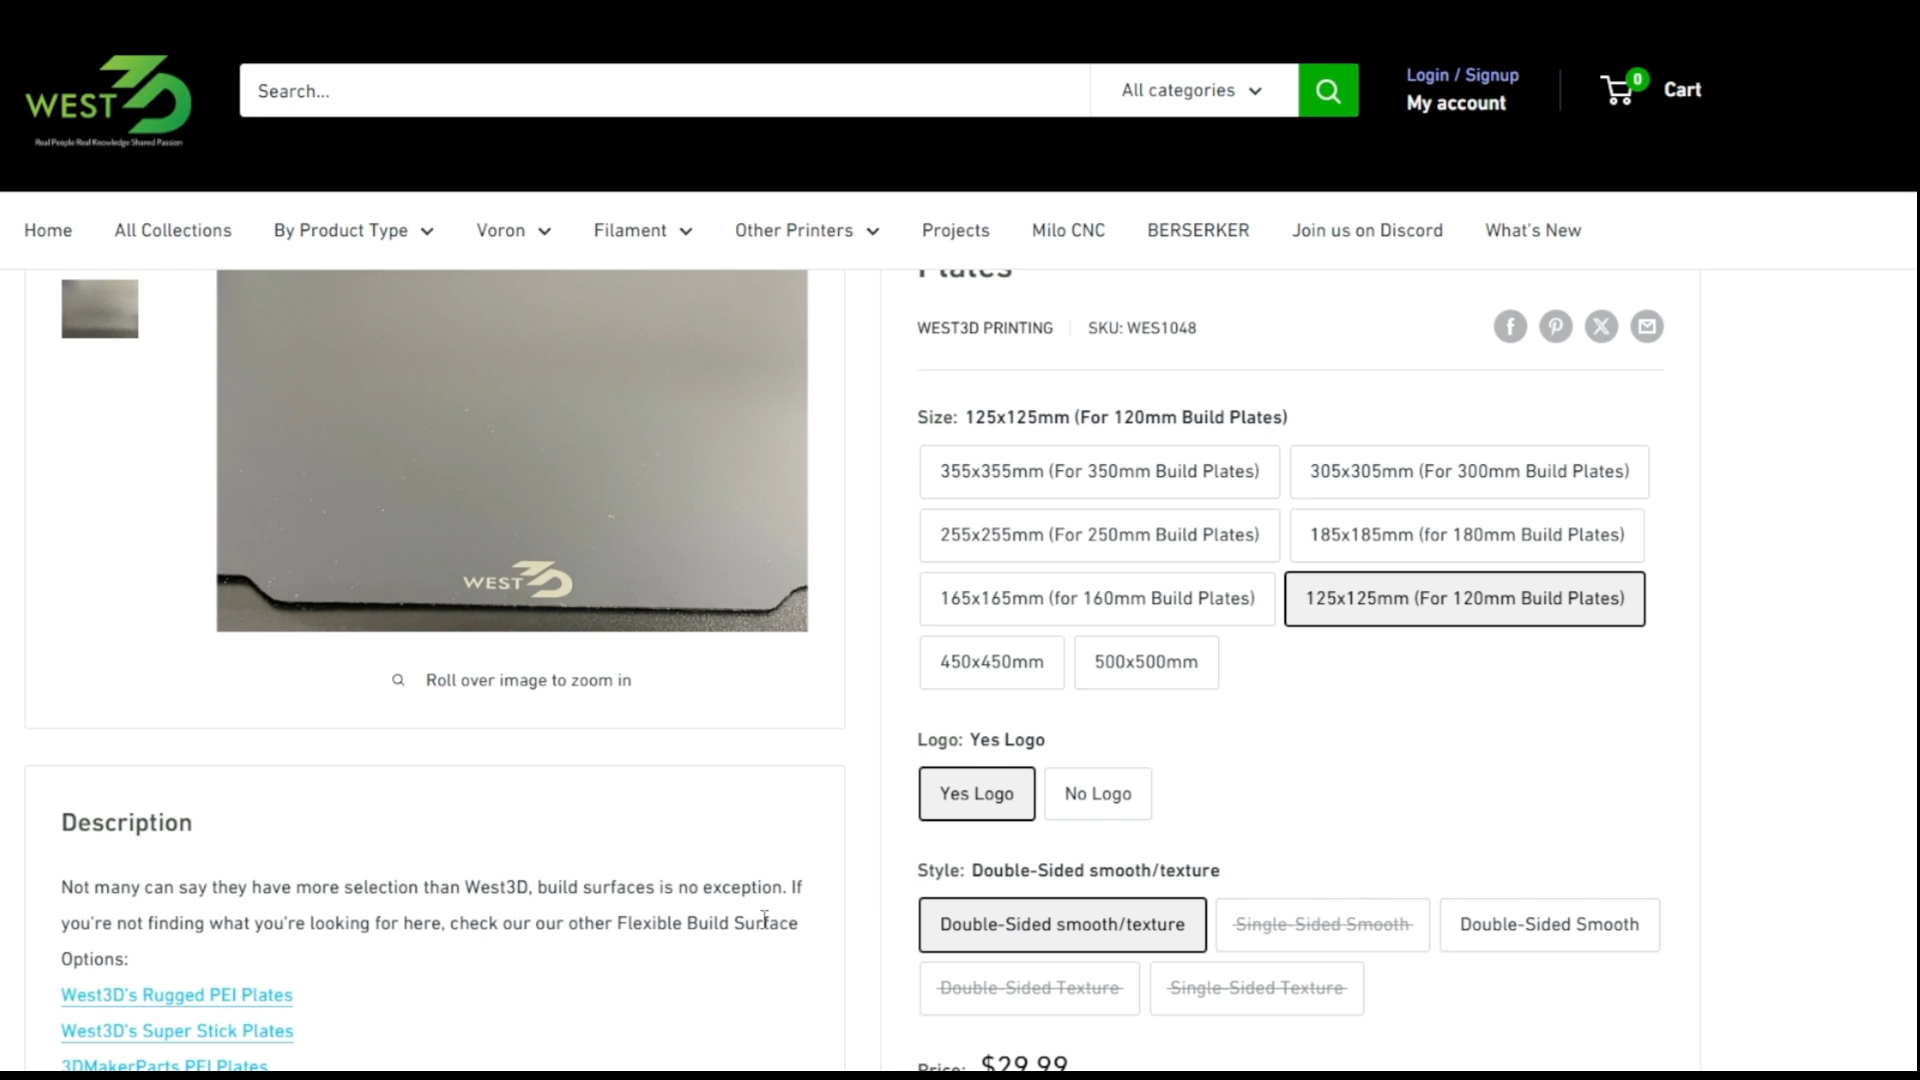 WEST3D
Real People Real Knowledge Shared Passion
Search...
All categories
Login / Signup
My account
0
Cart
Home
All Collections
By Product Type
Voron
Filament
Other Printers
Projects
Milo CNC
BERSERKER
Join us on Discord
What's New
Plates
WEST3D PRINTING
SKU: WES1048
Size: 125x125mm (For 120mm Build Plates)
355x355mm (For 350mm Build Plates)
305x305mm (For 300mm Build Plates)
255x255mm (For 250mm Build Plates)
185x185mm (for 180mm Build Plates)
165x165mm (for 160mm Build Plates)
125x125mm (For 120mm Build Plates)
450x450mm
500x500mm
WEST3D
Roll over image to zoom in
Logo: Yes Logo
Yes Logo
No Logo
Style: Double-Sided smooth/texture
Double-Sided smooth/texture
Single-Sided Smooth
Double-Sided Smooth
Double-Sided Texture
Single-Sided Texture
Price: $29.99
Description
Not many can say they have more selection than West3D, build surfaces is no exception. If
you're not finding what you're looking for here, check our our other Flexible Build Surface
Options:
West3D's Rugged PEI Plates
West3D's Super Stick Plates
3DMakerParts PEI Plates